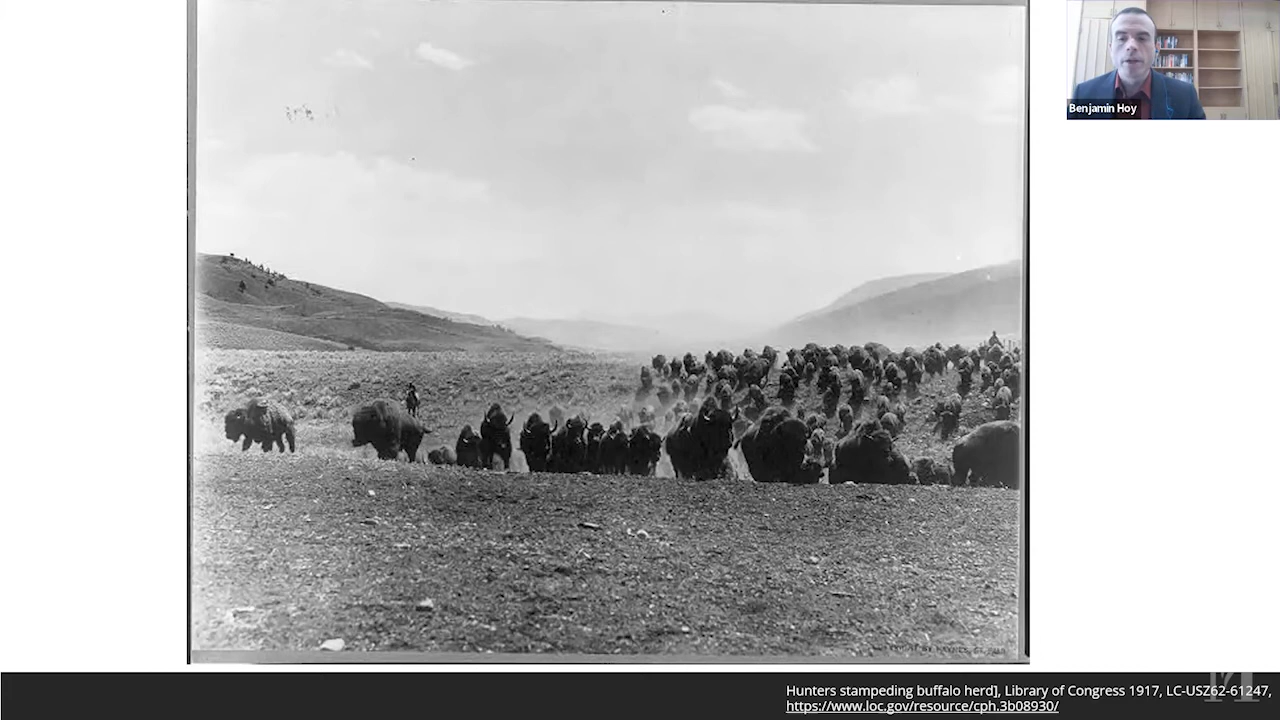 Benjamin Hoy
Hunters stampeding buffalo herd], Library of Congress 1917, LC-USZ62-61247,
https://www.loc.gov/resource/cph.3b08930/